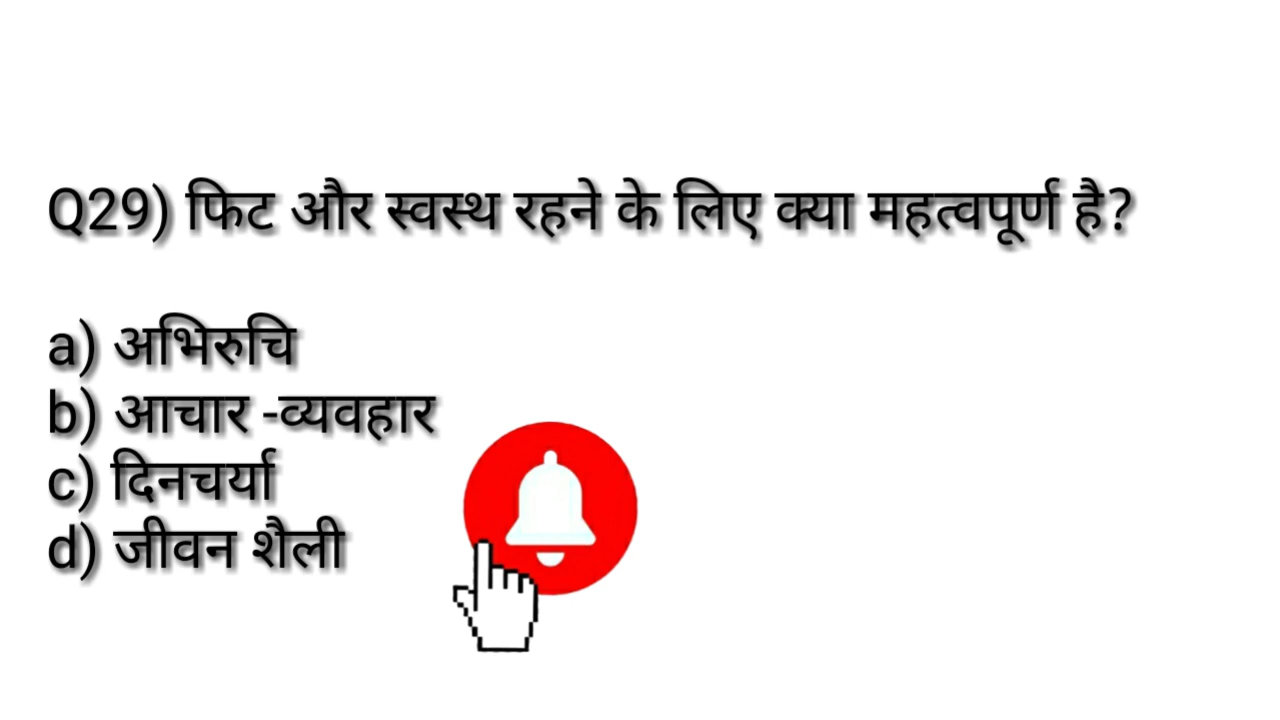 Q29) फिट और स्वस्थ रहने के लिए क्या महत्वपूर्ण है?
a) अभिरुचि
b) आचार -व्यवहार
c) दिनचर्या
d) जीवन शैली